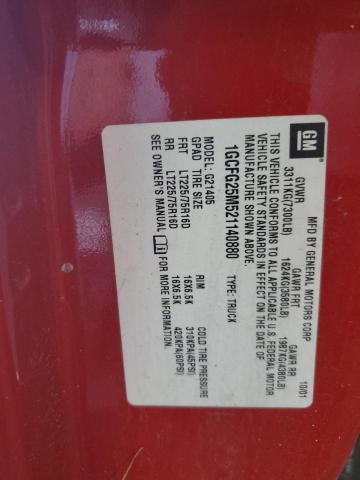 GM
MFD BY GENERAL MOTORS CORP
10/01
GVWR GAWR FRT GAWR RR
3311KG(7300LB) 1624KG(3580LB) 1987KG(4380LB)
THIS VEHICLE CONFORMS TO ALL APPLICABLE U.S. FEDERAL MOTOR
VEHICLE SAFETY STANDARDS IN EFFECT ON THE DATE OF
MANUFACTURE SHOWN ABOVE.
1GCFG25M521140880 TYPE: TRUCK
MODEL: G21405
GPAD TIRE SIZE RIM COLD TIRE PRESSURE
FRT LT225/75R16D 16X6.5K 310KPA(45PSI)
RR LT225/75R16D 16X6.5K 420KPA(60PSI)
SEE OWNER'S MANUAL FOR MORE INFORMATION.